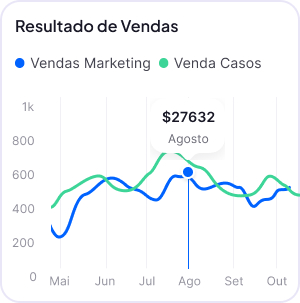 Resultado de Vendas
Vendas Marketing Venda Casos
1k
$27632
Agosto
800
600
400
200
0
Mai Jun Jul Ago Set Out